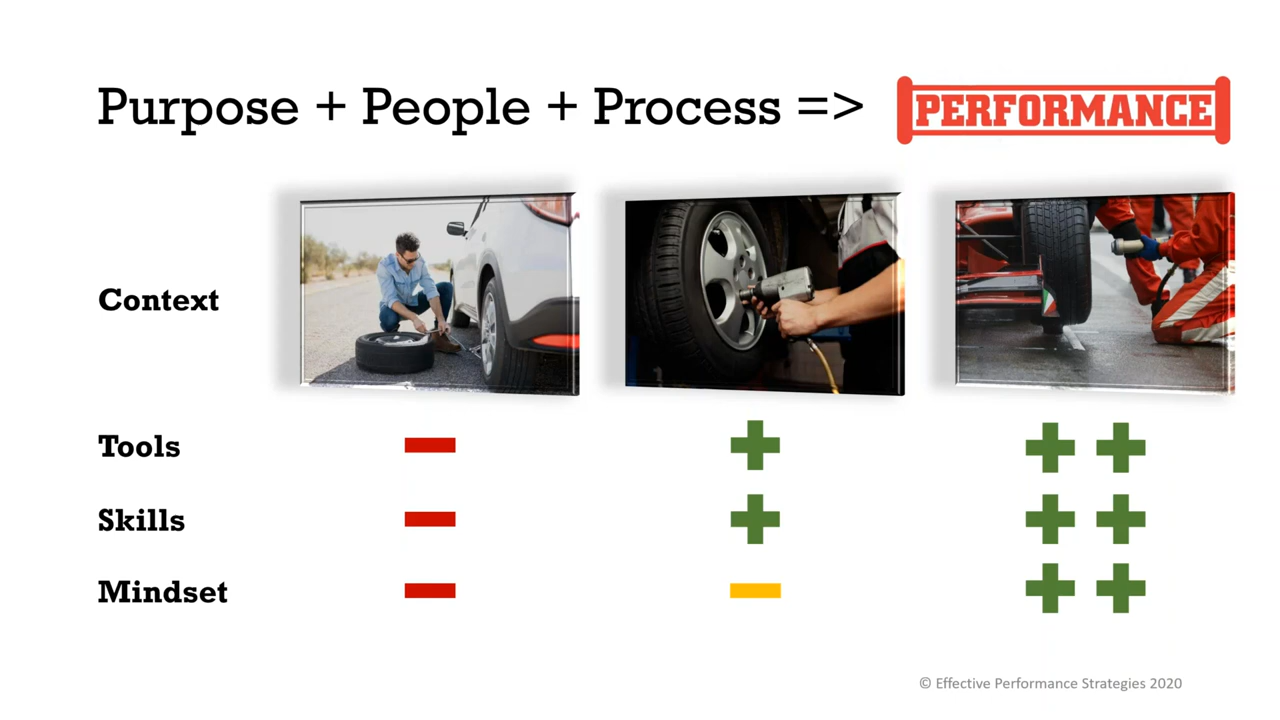 Purpose + People + Process => PERFORMANCE
Context
Tools
Skills
Mindset
© Effective Performance Strategies 2020